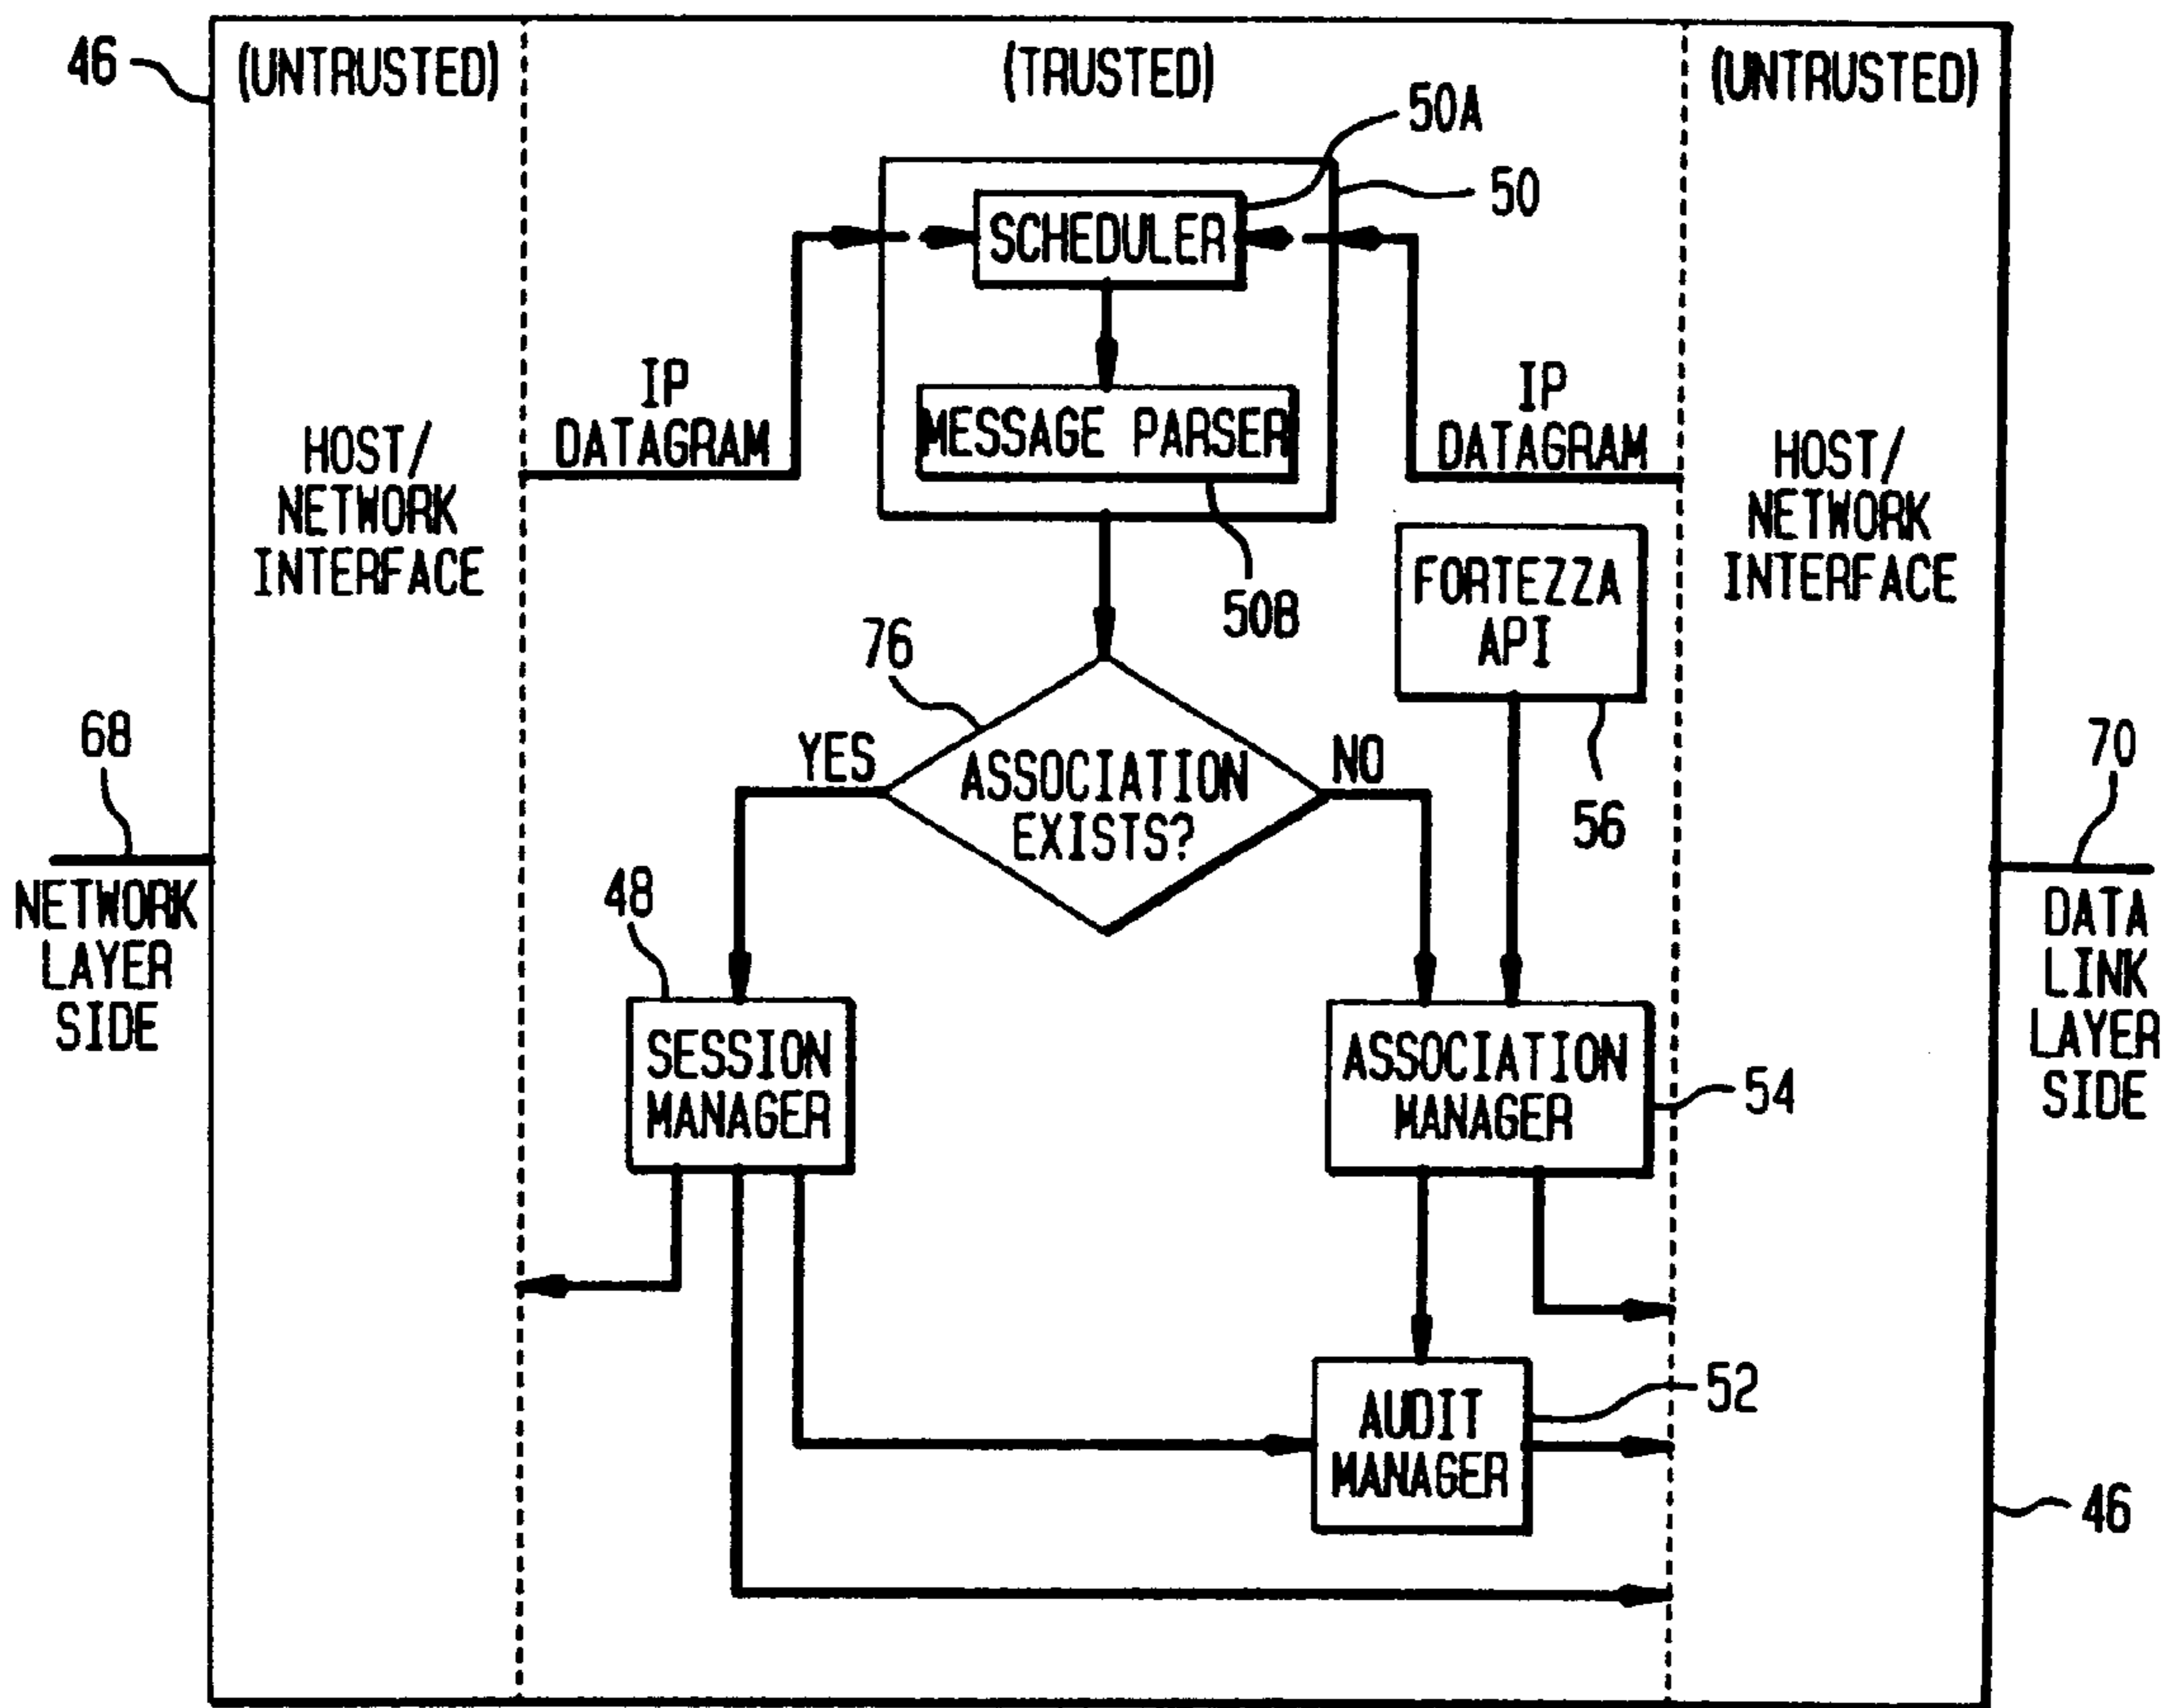 46
(UNTRUSTED)
(TRUSTED)
(UNTRUSTED)
50A
50
SCHEDULER
IP
DATAGRAM
MESSAGE PARSER
IP
DATAGRAM
HOST/
NETWORK
INTERFACE
HOST/
NETWORK
INTERFACE
50B
FORTEZZA
API
56
76
YES
ASSOCIATION
EXISTS?
NO
68
NETWORK
LAYER
SIDE
70
DATA
LINK
LAYER
SIDE
48
SESSION
MANAGER
ASSOCIATION
MANAGER
54
AUDIT
MANAGER
52
46